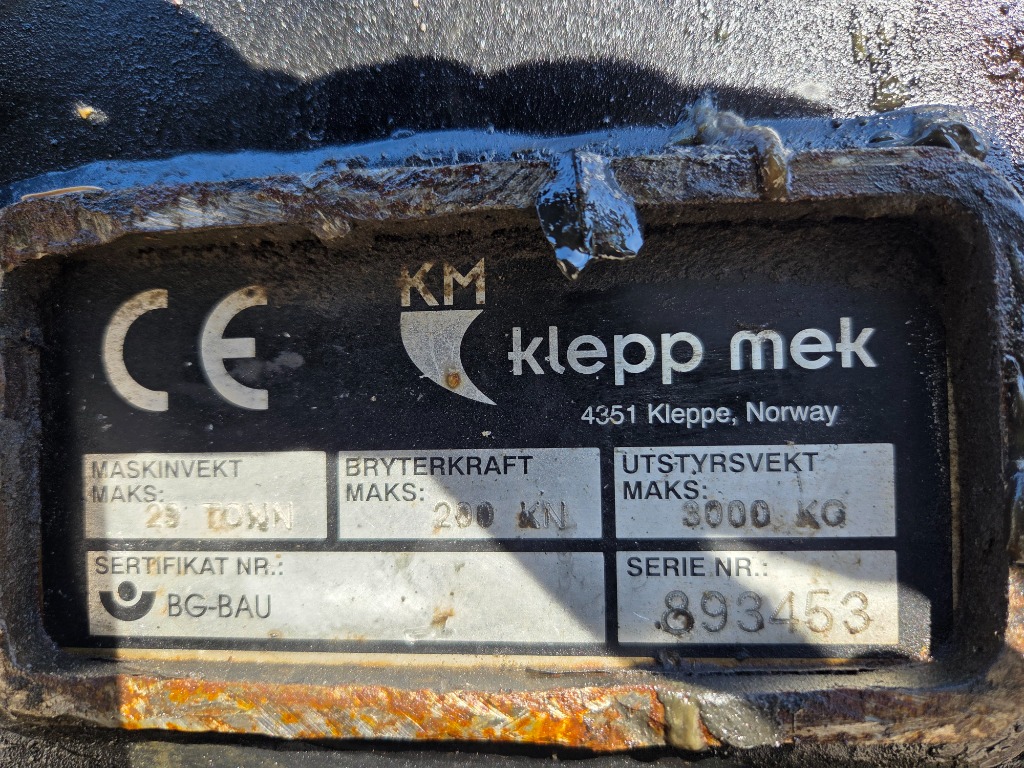 CE
KM
klepp mek
4351 Kleppe, Norway
MASKINVEKT
MAKS:
BRYTERKRAFT
MAKS:
200 KN
UTSTYRSVEKT
MAKS:
3000 KG
SERTIFIKAT NR.:
BG-BAU
SERIE NR.:
893453